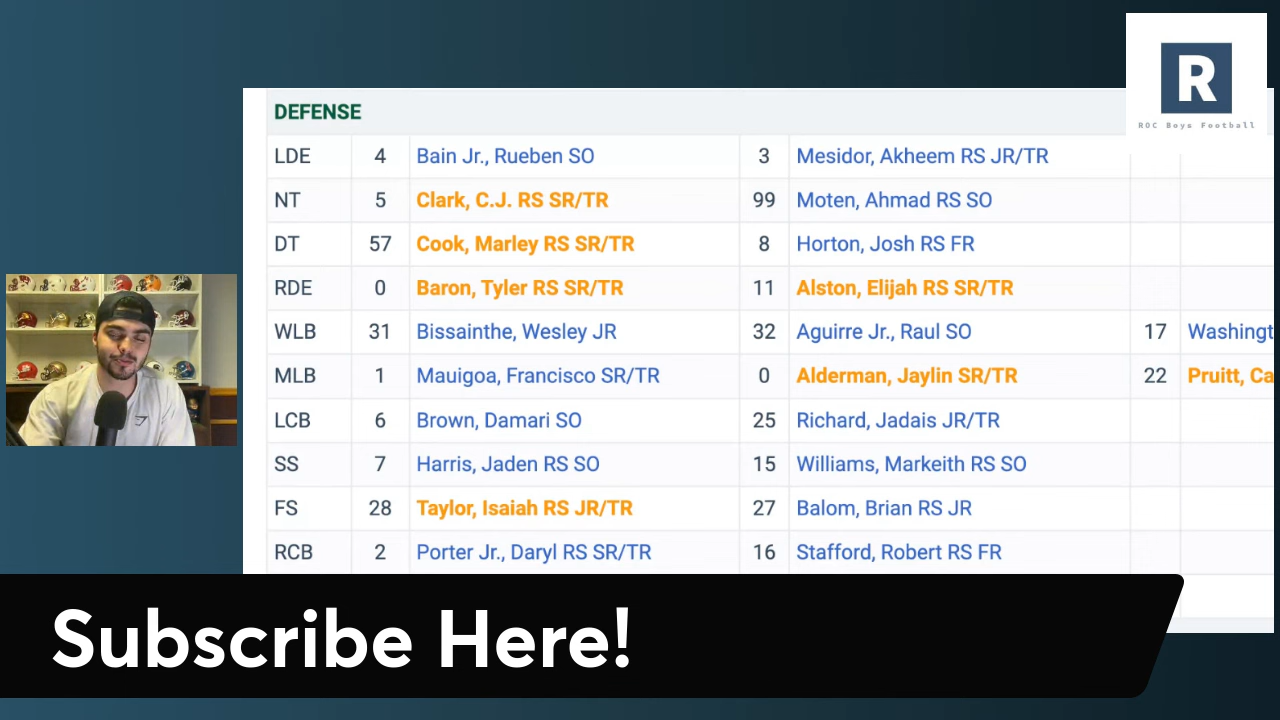 R
ROC Boys Football
DEFENSE
LDE 4 Bain Jr., Rueben SO 3 Mesidor, Akheem RS JR/TR
NT 5 Clark, C.J. RS SR/TR 99 Moten, Ahmad RS SO
DT 57 Cook, Marley RS SR/TR 8 Horton, Josh RS FR
RDE 0 Baron, Tyler RS SR/TR 11 Alston, Elijah RS SR/TR
WLB 31 Bissainthe, Wesley JR 32 Aguirre Jr., Raul SO 17 Washingt
MLB 1 Mauigoa, Francisco SR/TR 0 Alderman, Jaylin SR/TR 22 Pruitt, Ca
LCB 6 Brown, Damari SO 25 Richard, Jadais JR/TR
SS 7 Harris, Jaden RS SO 15 Williams, Markeith RS SO
FS 28 Taylor, Isaiah RS JR/TR 27 Balom, Brian RS JR
RCB 2 Porter Jr., Daryl RS SR/TR 16 Stafford, Robert RS FR
Subscribe Here!